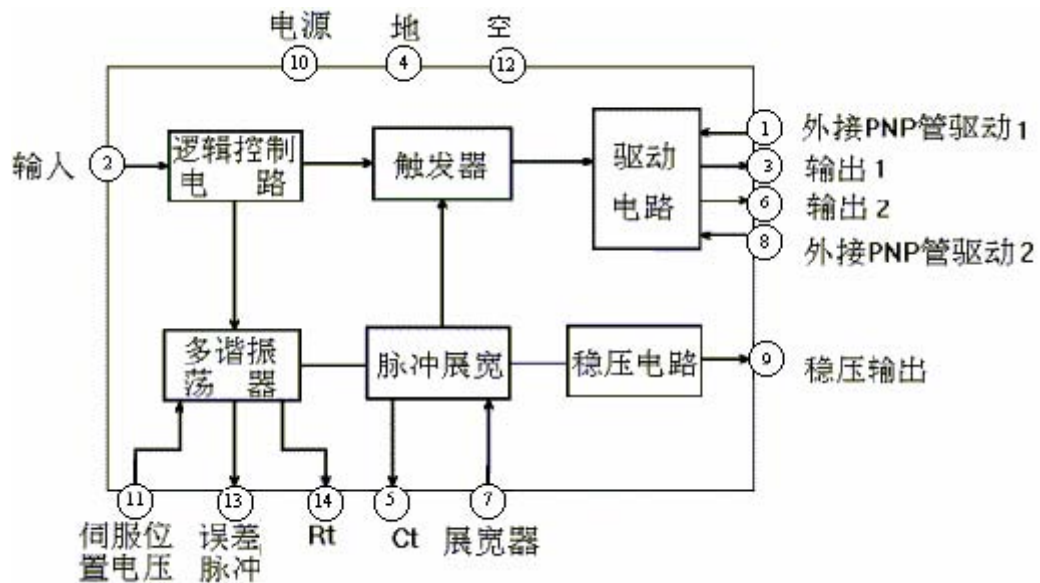 电源 地 空
10 4 12
输入 2
逻辑控制
电 路
触发器
驱动
电路
1 外接PNP管驱动1
3 输出1
6 输出2
8 外接PNP管驱动2
多谐振
荡 器
脉冲展宽
稳压电路
9 稳压输出
11 13 14 5 7
伺服位
置电压
误差
脉冲
Rt
Ct
展宽器